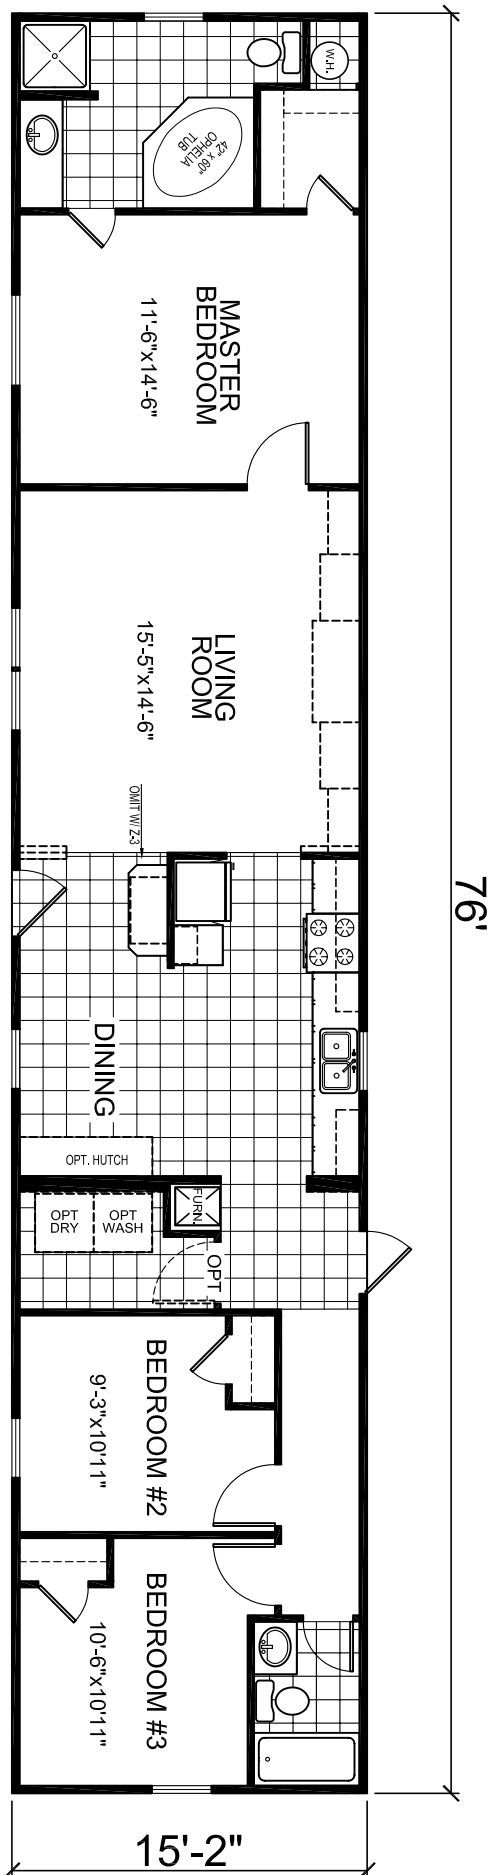 W.H.
42" x 60"
OPHELIA
TUB
MASTER
BEDROOM
11'-6"x14'-6"
LIVING
ROOM
15'-5"x14'-6"
OMIT W/ Z-3
76'
DINING
OPT. HUTCH
FURN.
OPT
DRY
OPT
WASH
OPT
BEDROOM #2
9'-3"x10'11"
BEDROOM #3
10'-6"x10'11"
15'-2"